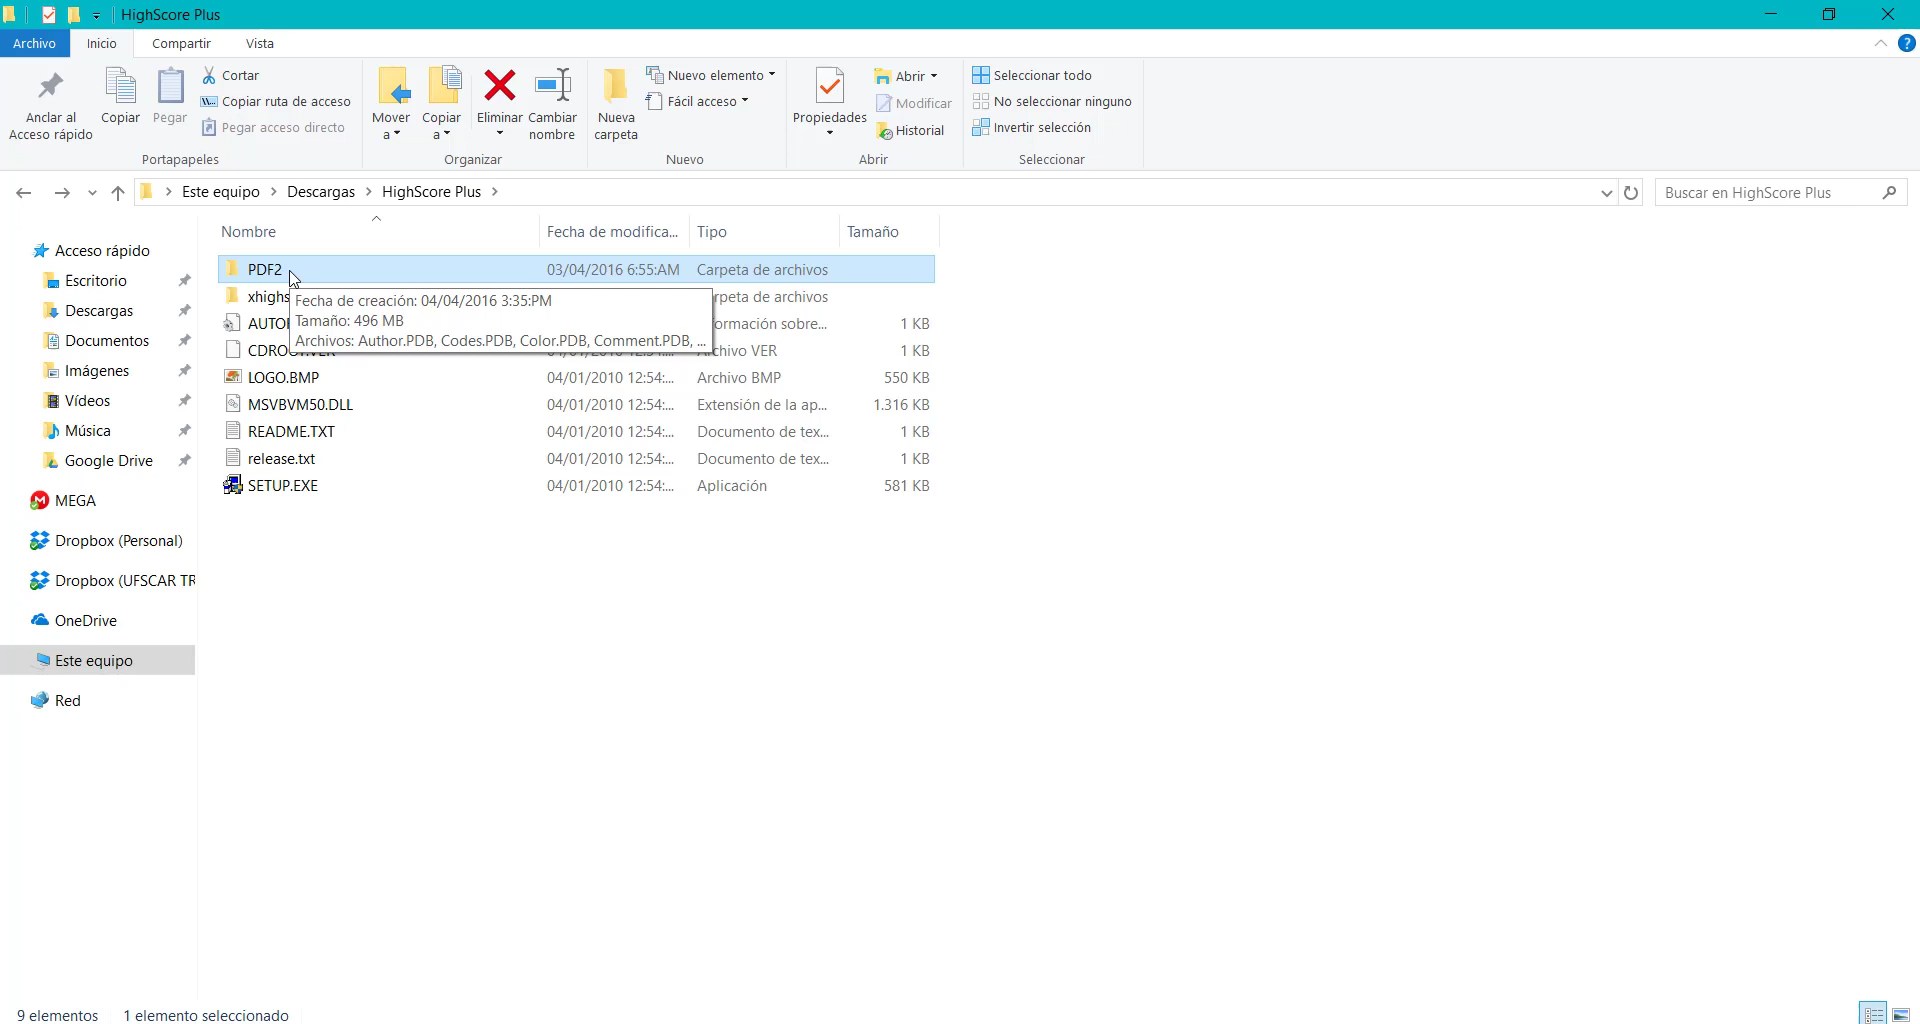 HighScore Plus
Archivo Inicio Compartir Vista
Anclar al Acceso rápido
Copiar
Pegar
Cortar
Copiar ruta de acceso
Pegar acceso directo
Portapapeles
Mover a
Copiar a
Eliminar
Cambiar nombre
Organizar
Nueva carpeta
Nuevo elemento
Fácil acceso
Nuevo
Propiedades
Abrir
Modificar
Historial
Abrir
Seleccionar todo
No seleccionar ninguno
Invertir selección
Seleccionar
Este equipo > Descargas > HighScore Plus >
Buscar en HighScore Plus
Acceso rápido
Escritorio
Descargas
Documentos
Imágenes
Vídeos
Música
Google Drive
MEGA
Dropbox (Personal)
Dropbox (UFSCAR TR
OneDrive
Este equipo
Red
Nombre Fecha de modifica... Tipo Tamaño
PDF2 03/04/2016 6:55:AM Carpeta de archivos
xhighs rpeta de archivos
Fecha de creación: 04/04/2016 3:35:PM
Tamaño: 496 MB
Archivos: Author.PDB, Codes.PDB, Color.PDB, Comment.PDB, ...
ormación sobre... 1 KB
rchivo VER 1 KB
LOGO.BMP 04/01/2010 12:54:... Archivo BMP 550 KB
MSVBVM50.DLL 04/01/2010 12:54:... Extensión de la ap... 1.316 KB
README.TXT 04/01/2010 12:54:... Documento de tex... 1 KB
release.txt 04/01/2010 12:54:... Documento de tex... 1 KB
SETUP.EXE 04/01/2010 12:54:... Aplicación 581 KB
9 elementos 1 elemento seleccionado